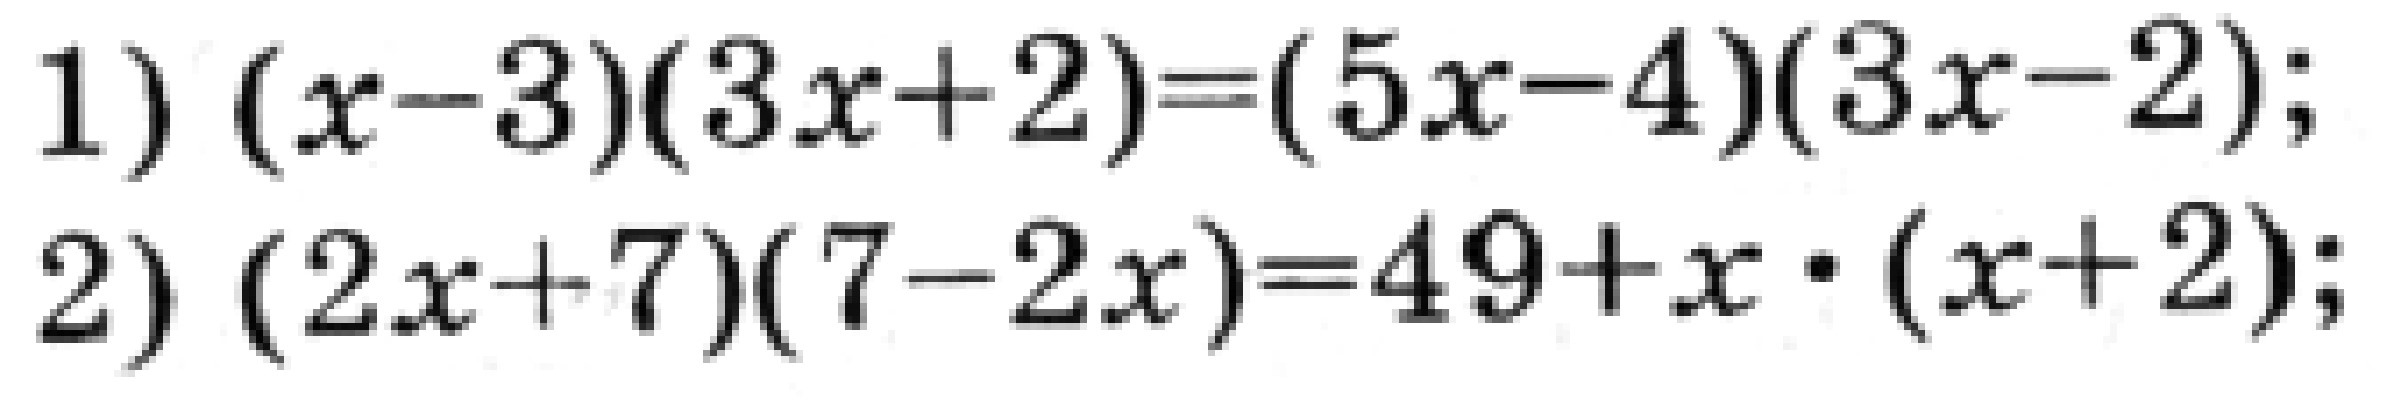 1) (x−3)(3x+2)=(5x−4)(3x−2);
2) (2x+7)(7−2x)=49+x·(x+2);